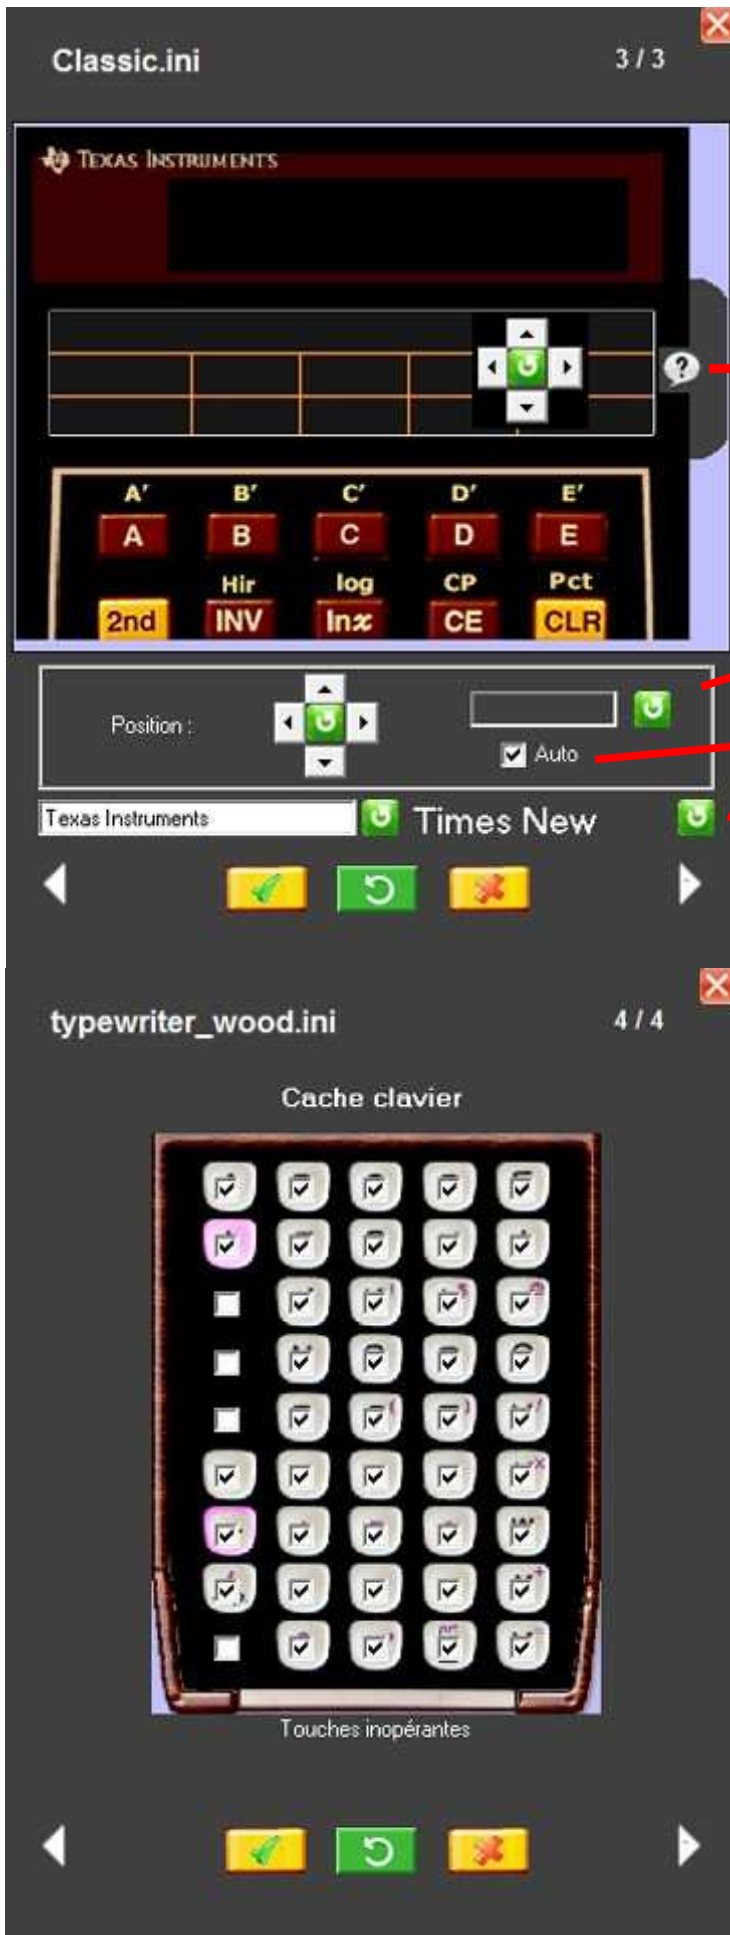 Classic.ini 3 / 3
TEXAS INSTRUMENTS
?
A' B' C' D' E'
A B C D E
Hir log CP Pct
2nd INV lnx CE CLR
Position :
Auto
Texas Instruments Times New
typewriter_wood.ini 4 / 4
Cache clavier
Touches inopérantes